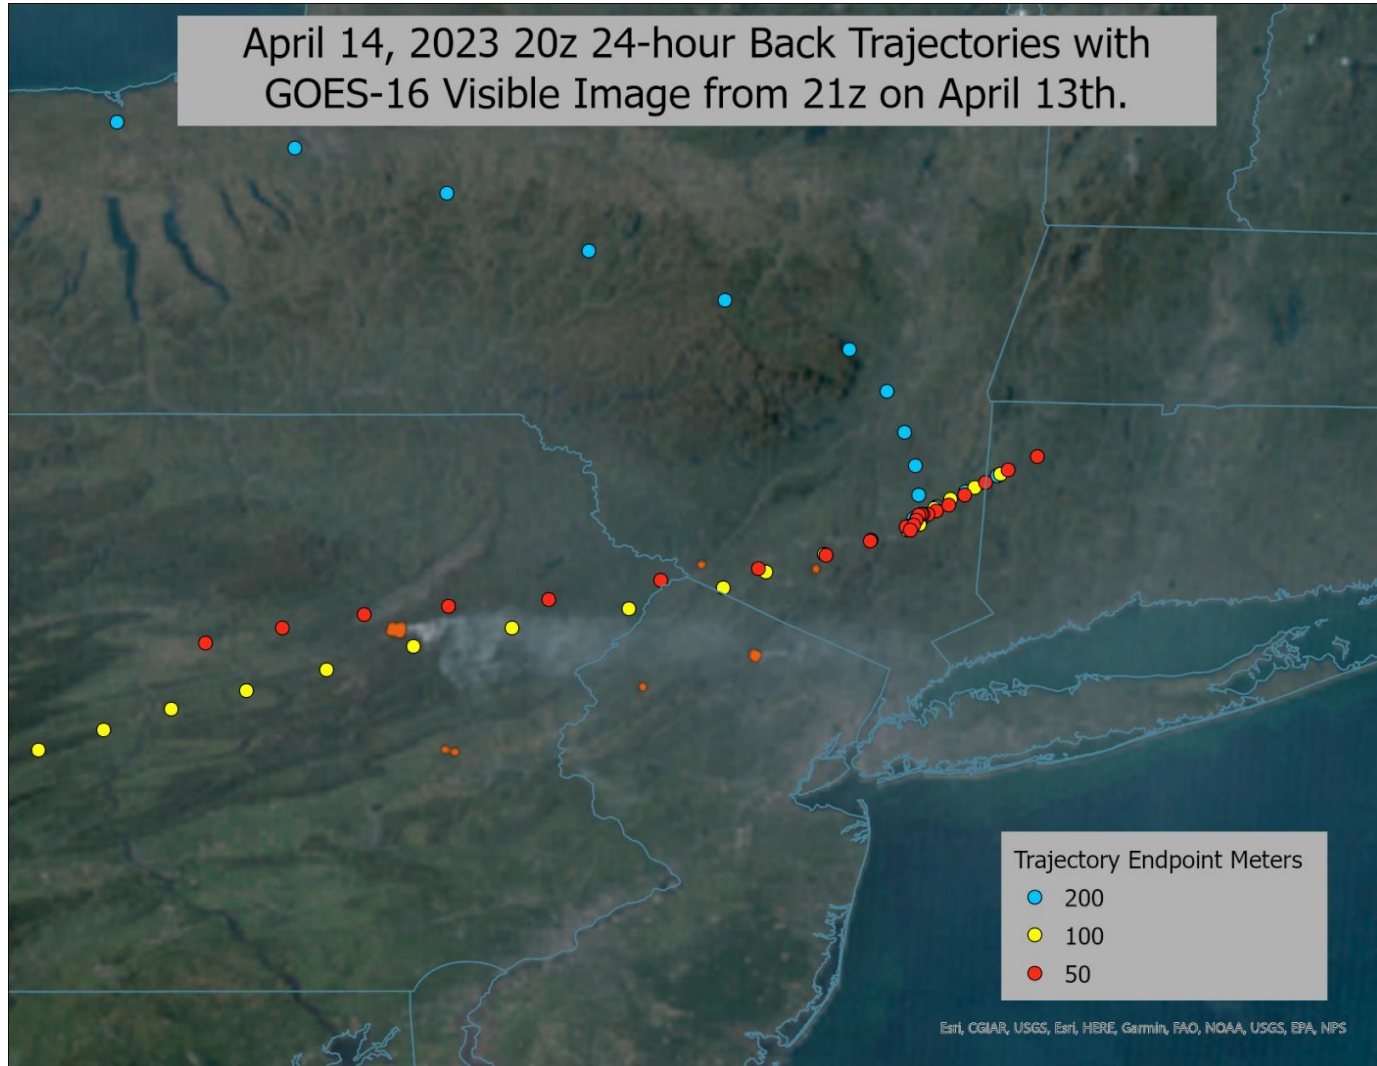 April 14, 2023 20z 24-hour Back Trajectories with
GOES-16 Visible Image from 21z on April 13th.
Trajectory Endpoint Meters
200
100
50
Esri, CGIAR, USGS, Esri, HERE, Garmin, FAO, NOAA, USGS, EPA, NPS